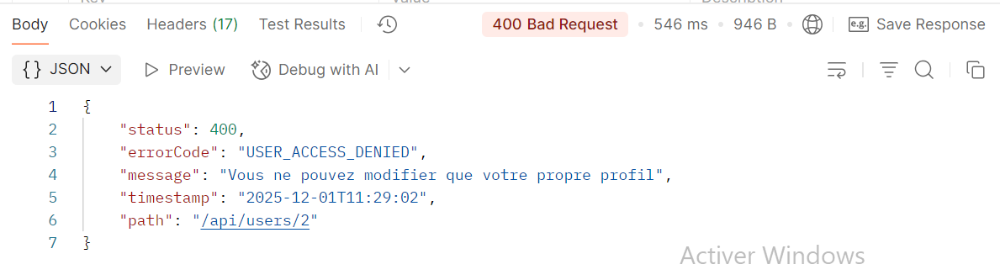 Body Cookies Headers (17) Test Results 400 Bad Request • 546 ms • 946 B • e.g. Save Response
{} JSON Preview Debug with AI
1 {
2 "status": 400,
3 "errorCode": "USER_ACCESS_DENIED",
4 "message": "Vous ne pouvez modifier que votre propre profil",
5 "timestamp": "2025-12-01T11:29:02",
6 "path": "/api/users/2"
7 }
Activer Windows